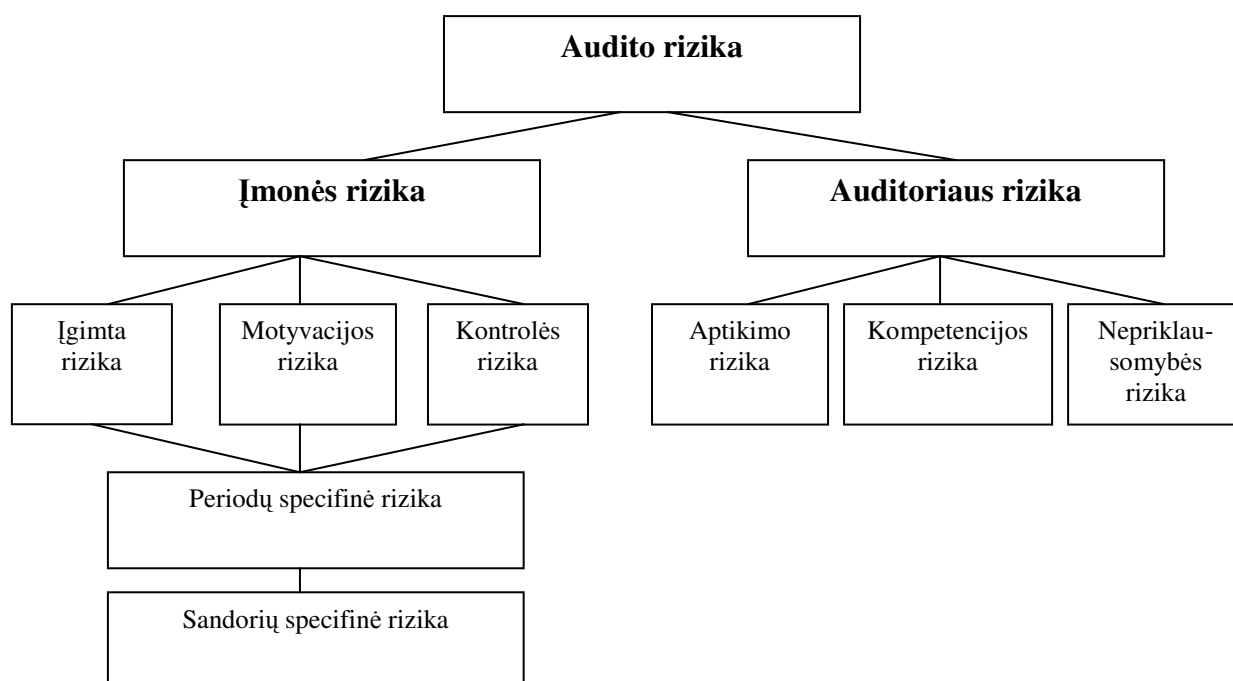 Audito rizika
Įmonės rizika
Auditoriaus rizika
Įgimta
rizika
Motyvacijos
rizika
Kontrolės
rizika
Aptikimo
rizika
Kompetencijos
rizika
Nepriklau-
somybės
rizika
Periodų specifinė rizika
Sandorių specifinė rizika